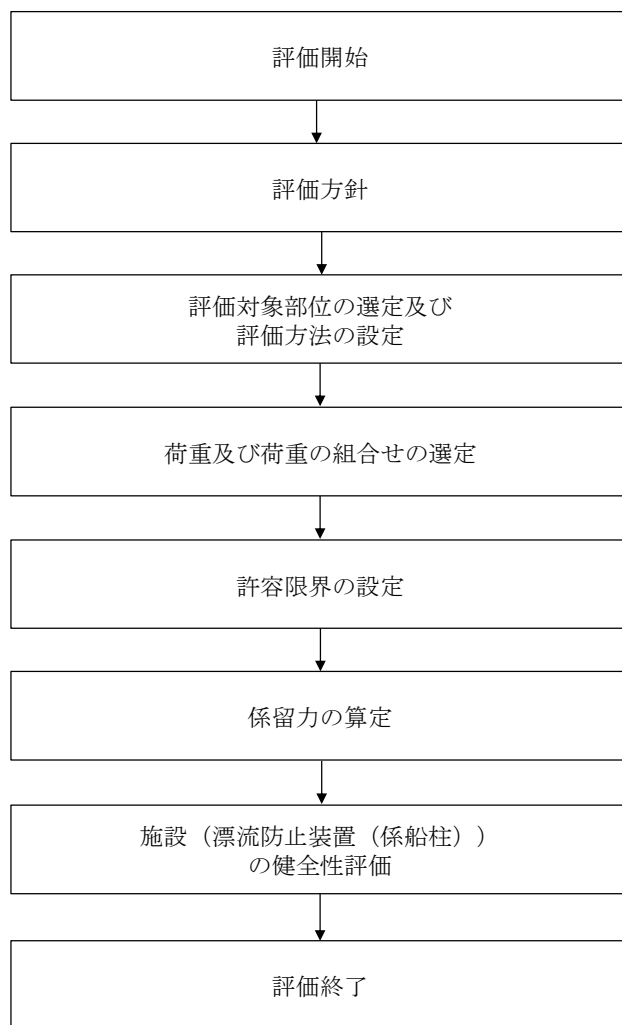 評価開始
評価方針
評価対象部位の選定及び
評価方法の設定
荷重及び荷重の組合せの選定
許容限界の設定
係留力の算定
施設（漂流防止装置（係船柱））
の健全性評価
評価終了